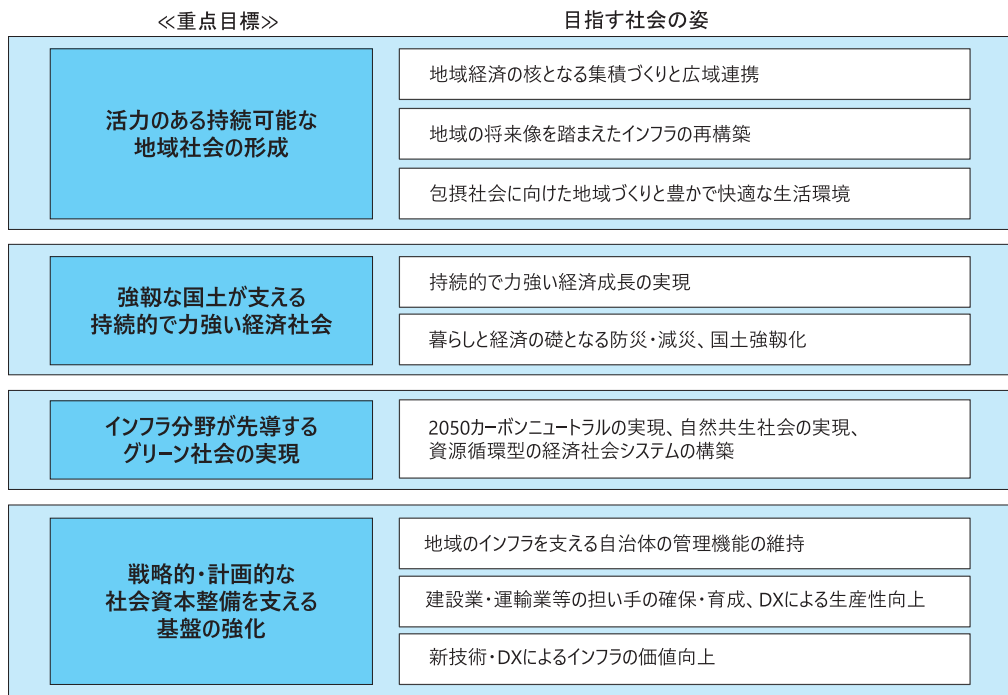 ≪重点目標≫
目指す社会の姿
活力のある持続可能な
地域社会の形成
地域経済の核となる集積づくりと広域連携
地域の将来像を踏まえたインフラの再構築
包摂社会に向けた地域づくりと豊かで快適な生活環境
強靱な国土が支える
持続的で力強い経済社会
持続的で力強い経済成長の実現
暮らしと経済の礎となる防災・減災、国土強靱化
インフラ分野が先導する
グリーン社会の実現
2050カーボンニュートラルの実現、自然共生社会の実現、
資源循環型の経済社会システムの構築
戦略的・計画的な
社会資本整備を支える
基盤の強化
地域のインフラを支える自治体の管理機能の維持
建設業・運輸業等の担い手の確保・育成、DXによる生産性向上
新技術・DXによるインフラの価値向上